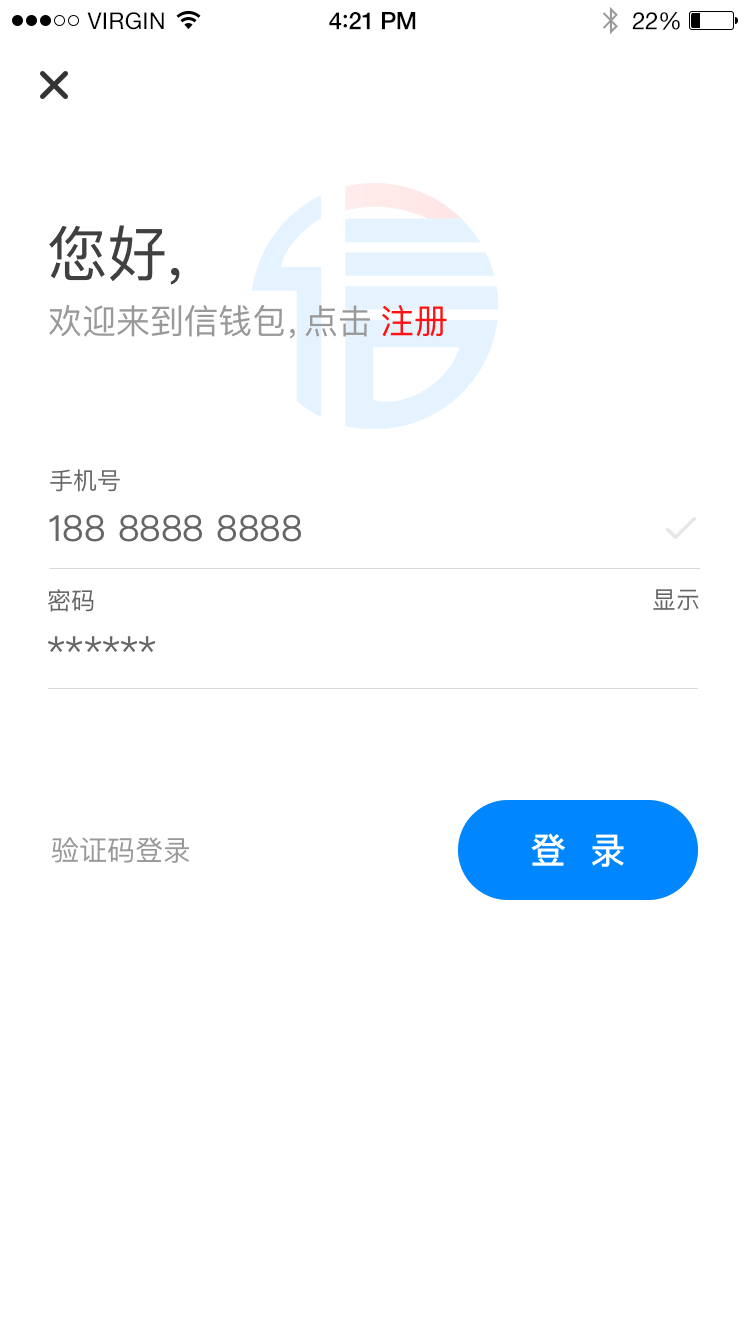 VIRGIN 4:21 PM 22%
您好,
欢迎来到信钱包, 点击 注册
手机号
188 8888 8888
密码 显示
******
验证码登录 登 录